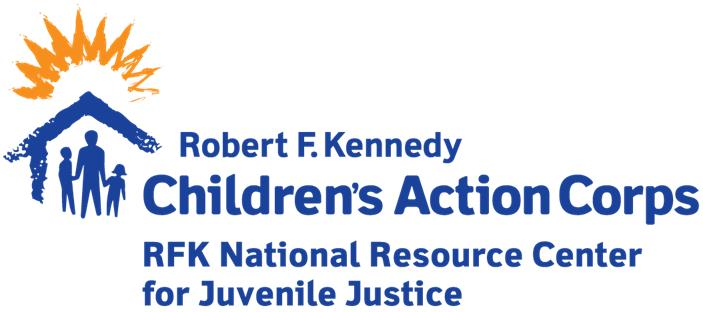 Robert F. Kennedy
Children's Action Corps
RFK National Resource Center
for Juvenile Justice